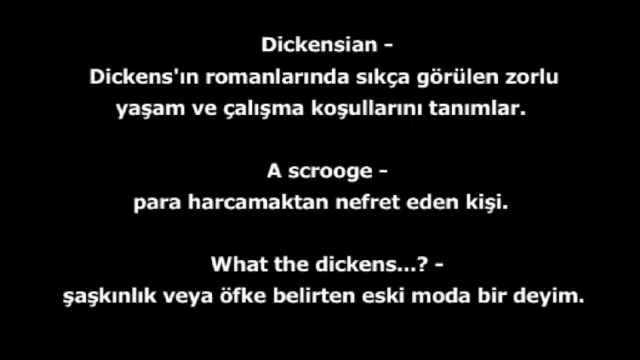 Dickensian -
Dickens'ın romanlarında sıkça görülen zorlu
yaşam ve çalışma koşullarını tanımlar.
A scrooge -
para harcamaktan nefret eden kişi.
What the dickens...? -
şaşkınlık veya öfke belirten eski moda bir deyim.